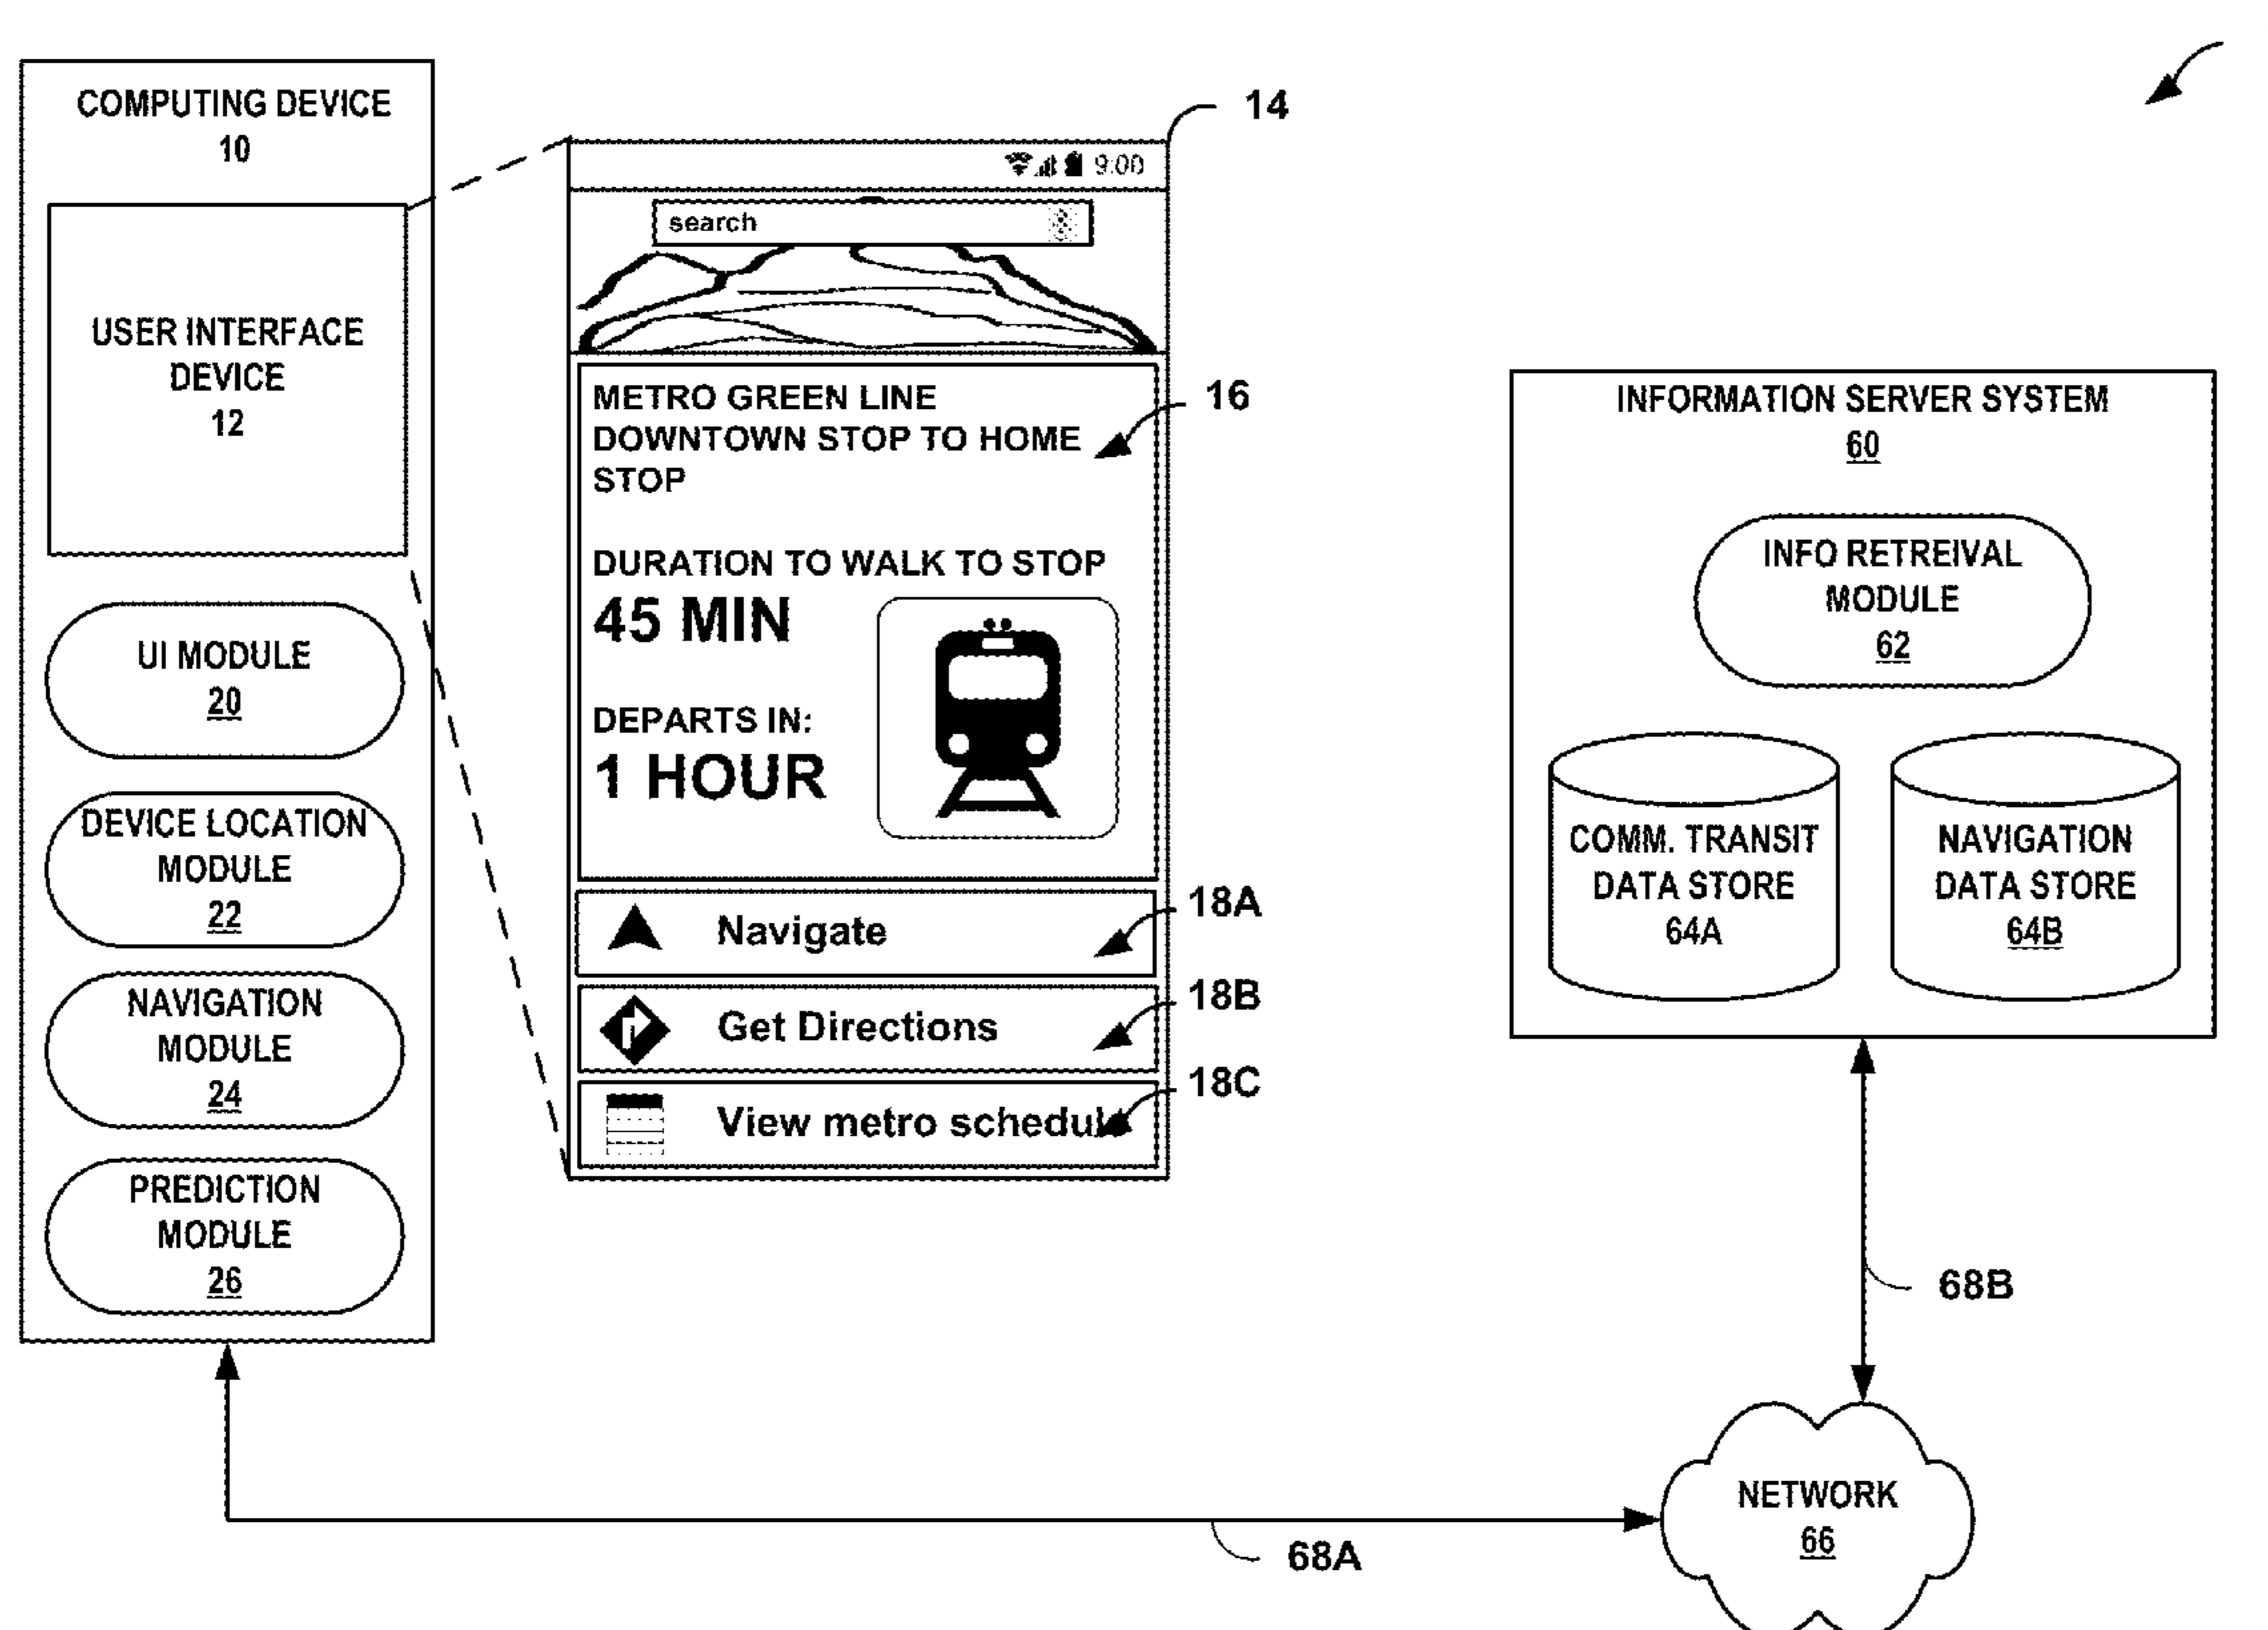 COMPUTING DEVICE
10
USER INTERFACE
DEVICE
12
UI MODULE
20
DEVICE LOCATION
MODULE
22
NAVIGATION
MODULE
24
PREDICTION
MODULE
26
14
9:00
search
METRO GREEN LINE
DOWNTOWN STOP TO HOME
STOP
16
DURATION TO WALK TO STOP
45 MIN
DEPARTS IN:
1 HOUR
Navigate
18A
Get Directions
18B
View metro schedule
18C
INFORMATION SERVER SYSTEM
60
INFO RETREIVAL
MODULE
62
COMM. TRANSIT
DATA STORE
64A
NAVIGATION
DATA STORE
64B
68B
NETWORK
66
68A